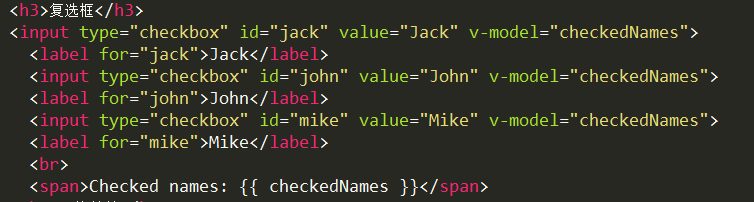 <h3>复选框</h3>
<input type="checkbox" id="jack" value="Jack" v-model="checkedNames">
<label for="jack">Jack</label>
<input type="checkbox" id="john" value="John" v-model="checkedNames">
<label for="john">John</label>
<input type="checkbox" id="mike" value="Mike" v-model="checkedNames">
<label for="mike">Mike</label>
<br>
<span>Checked names: {{ checkedNames }}</span>